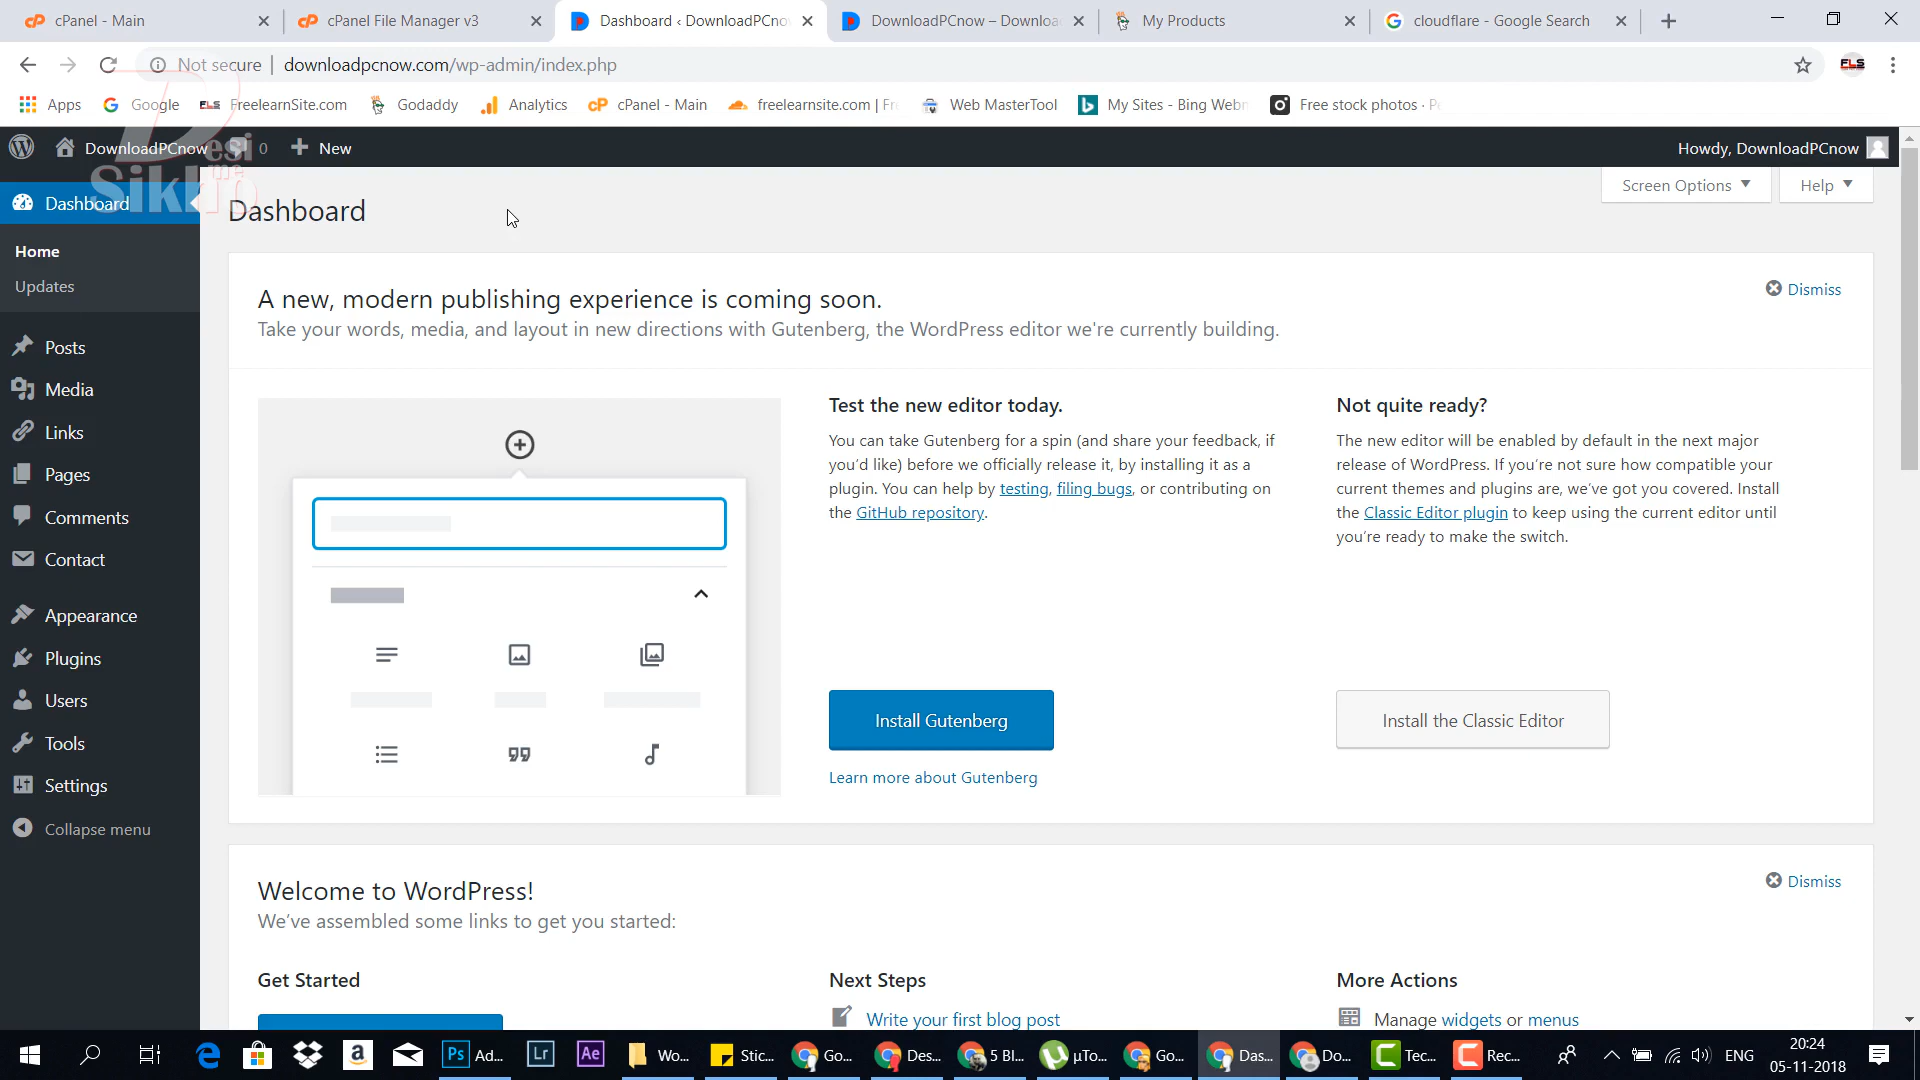 cPanel - Main
cPanel File Manager v3
Dashboard ‹ DownloadPCno
DownloadPCnow – Downloa
My Products
cloudflare - Google Search
Not secure
downloadpcnow.com/wp-admin/index.php
FLS
Apps
Google
FLS
FreelearnSite.com
Godaddy
Analytics
cPanel - Main
freelearnsite.com | Fr
Web MasterTool
My Sites - Bing Webm
Free stock photos · Pe
DownloadPCnow
0
New
Howdy, DownloadPCnow
Desi
me
Sikho
Dashboard
Home
Updates
Posts
Media
Links
Pages
Comments
Contact
Appearance
Plugins
Users
Tools
Settings
Collapse menu
Screen Options
Help
Dashboard
A new, modern publishing experience is coming soon.
Dismiss
Take your words, media, and layout in new directions with Gutenberg, the WordPress editor we're currently building.
Test the new editor today.
You can take Gutenberg for a spin (and share your feedback, if
you'd like) before we officially release it, by installing it as a
plugin. You can help by testing, filing bugs, or contributing on
the GitHub repository.
Install Gutenberg
Learn more about Gutenberg
Not quite ready?
The new editor will be enabled by default in the next major
release of WordPress. If you're not sure how compatible your
current themes and plugins are, we've got you covered. Install
the Classic Editor plugin to keep using the current editor until
you're ready to make the switch.
Install the Classic Editor
Welcome to WordPress!
Dismiss
We've assembled some links to get you started:
Get Started
Next Steps
Write your first blog post
More Actions
Manage widgets or menus
Ps
Ad...
Lr
Ae
Wo...
Stic...
Go...
Des...
5 Bl...
µTo...
Go...
Das...
Do...
Tec...
Rec...
ENG
20:24
05-11-2018